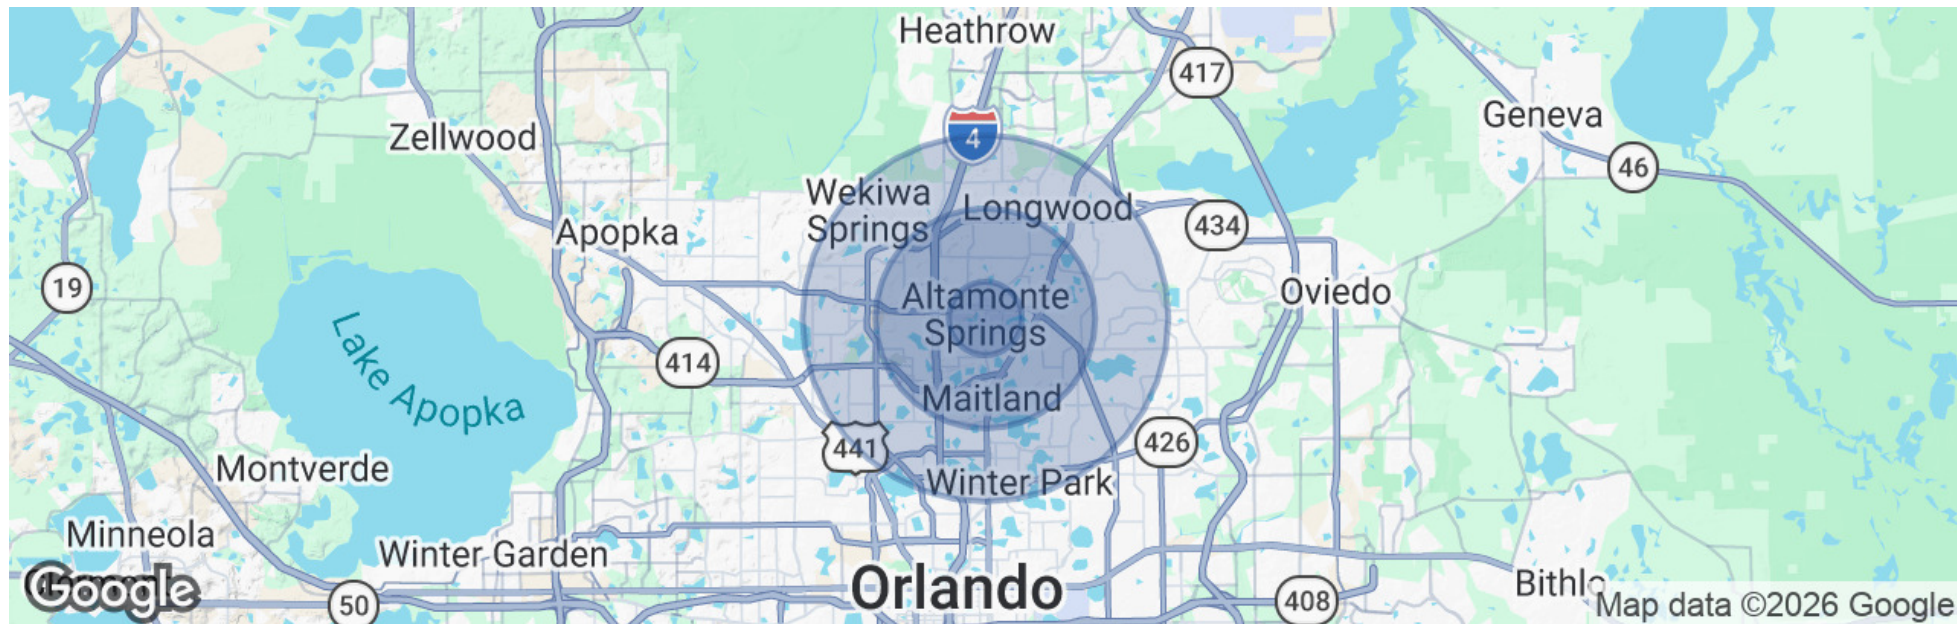 Heathrow
417
Geneva
4
Zellwood
46
Wekiwa
Springs
Longwood
434
Apopka
19
Oviedo
Altamonte
Springs
Lake Apopka
414
Maitland
441
426
Montverde
Winter Park
Minneola
Winter Garden
Orlando
Google
50
408
Bithlo
Map data ©2026 Google